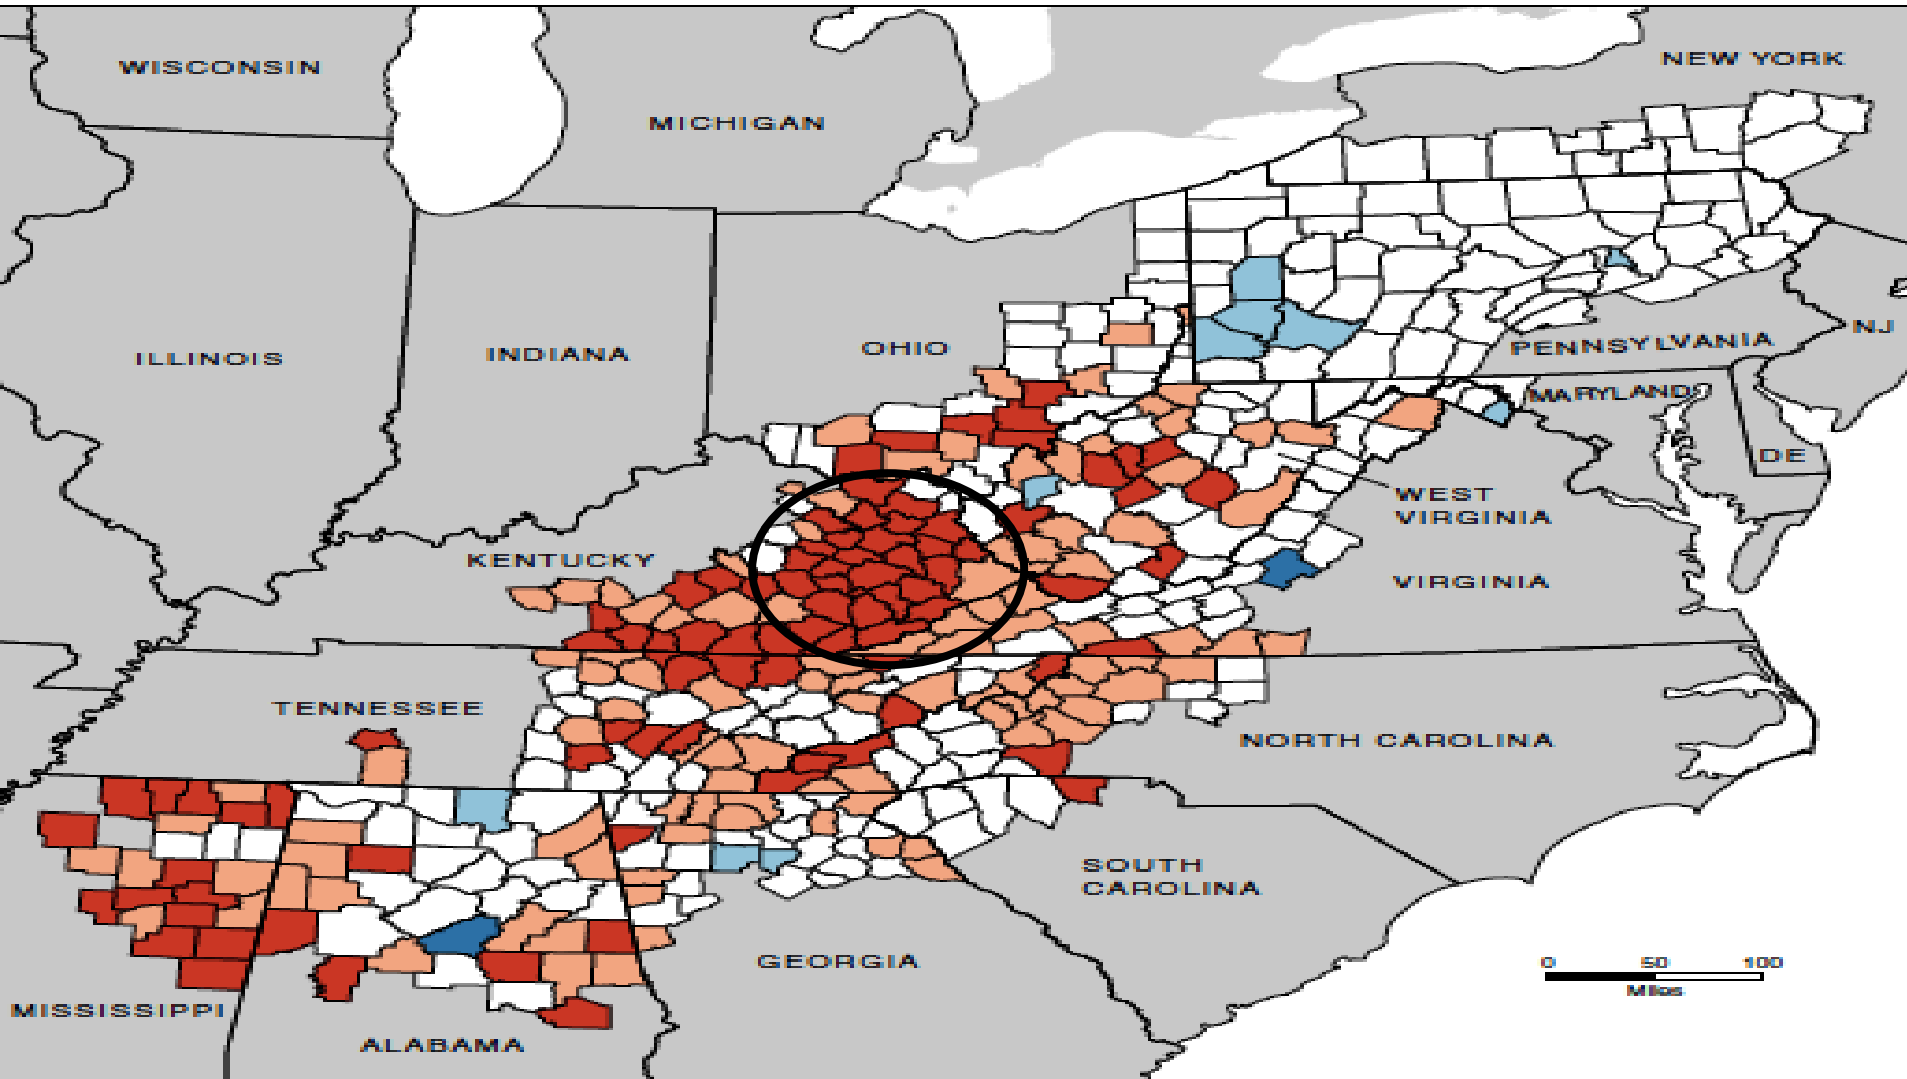 WISCONSIN
NEW YORK
MICHIGAN
ILLINOIS
INDIANA
OHIO
NJ
PENNSYLVANIA
MARYLAND
DE
WEST
VIRGINIA
KENTUCKY
VIRGINIA
TENNESSEE
NORTH CAROLINA
SOUTH
CAROLINA
GEORGIA
0 50 100
Miles
MISSISSIPPI
ALABAMA